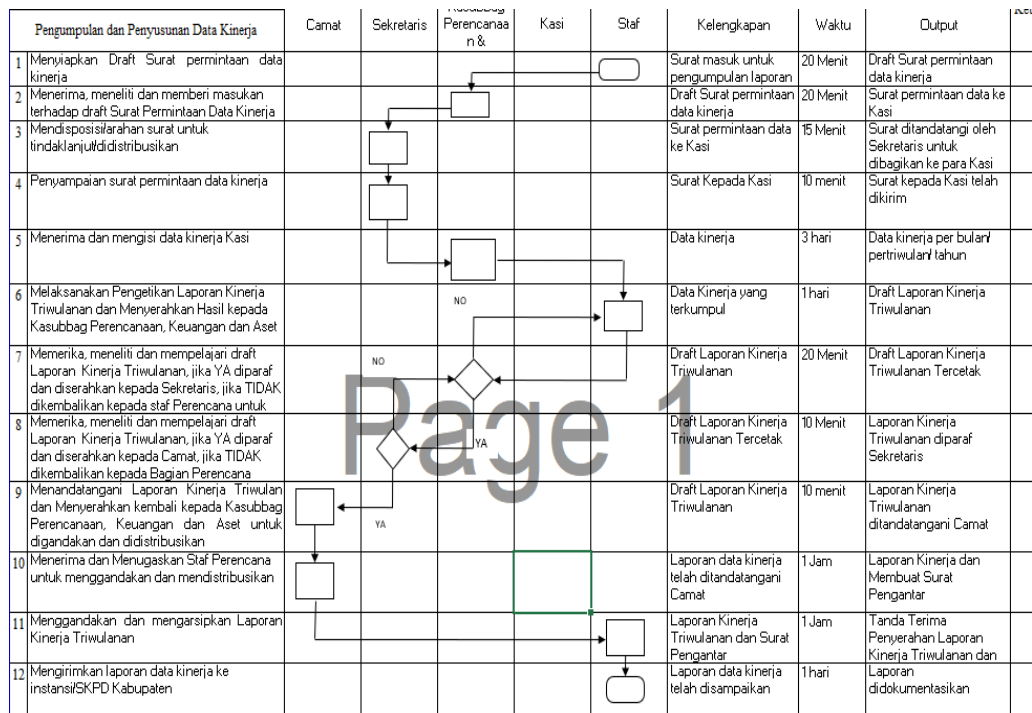 Pengumpulan dan Penyusunan Data Kinerja
Camat
Sekretaris
Perencanaa
n &
Kasi
Staf
Kelengkapan
Waktu
Output
1 Menyiapkan Draft Surat permintaan data
kinerja
Surat masuk untuk
pengumpulan laporan
20 Menit
Draft Surat permintaan
data kinerja
2 Menerima, meneliti dan memberi masukan
terhadap draft Surat Permintaan Data Kinerja
Draft Surat permintaan
data kinerja
20 Menit
Surat permintaan data ke
Kasi
3 Mendisposisi/arahan surat untuk
tindaklanjut/didistribusikan
Surat permintaan data
ke Kasi
15 Menit
Surat ditandatangi oleh
Sekretaris untuk
dibagikan ke para Kasi
4 Penyampaian surat permintaan data kinerja
Surat Kepada Kasi
10 menit
Surat kepada Kasi telah
dikirim
5 Menerima dan mengisi data kinerja Kasi
Data kinerja
3 hari
Data kinerja per bulan/
pertriwulan/ tahun
6 Melaksanakan Pengetikan Laporan Kinerja
Triwulanan dan Menyerahkan Hasil kepada
Kasubbag Perencanaan, Keuangan dan Aset
NO
Data Kinerja yang
terkumpul
1 hari
Draft Laporan Kinerja
Triwulanan
7 Memerika, meneliti dan mempelajari draft
Laporan Kinerja Triwulanan, jika YA diparaf
dan diserahkan kepada Sekretaris, jika TIDAK
dikembalikan kepada staf Perencana untuk
NO
Draft Laporan Kinerja
Triwulanan
20 Menit
Draft Laporan Kinerja
Triwulanan Tercetak
Page 1
8 Memerika, meneliti dan mempelajari draft
Laporan Kinerja Triwulanan, jika YA diparaf
dan diserahkan kepada Camat, jika TIDAK
dikembalikan kepada Bagian Perencana
YA
Draft Laporan Kinerja
Triwulanan Tercetak
10 Menit
Laporan Kinerja
Triwulanan diparaf
Sekretaris
9 Menandatangani Laporan Kinerja Triwulan
dan Menyerahkan kembali kepada Kasubbag
Perencanaan, Keuangan dan Aset untuk
digandakan dan didistribusikan
YA
Draft Laporan Kinerja
Triwulanan
10 menit
Laporan Kinerja
Triwulanan
ditandatangani Camat
10 Menerima dan Menugaskan Staf Perencana
untuk menggandakan dan mendistribusikan
Laporan data kinerja
telah ditandatangani
Camat
1 Jam
Laporan Kinerja dan
Membuat Surat
Pengantar
11 Menggandakan dan mengarsipkan Laporan
Kinerja Triwulanan
Laporan Kinerja
Triwulanan dan Surat
Pengantar
1 Jam
Tanda Terima
Penyerahan Laporan
Kinerja Triwulanan dan
12 Mengirimkan laporan data kinerja ke
instansi/SKPD Kabupaten
Laporan data kinerja
telah disampaikan
1 hari
Laporan
didokumentasikan